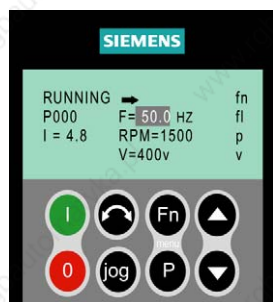 SIEMENS
RUNNING ➡ fn
P000 F= 50.0 HZ fl
I = 4.8 RPM=1500 p
V=400v v
I Fn
menu
0 jog P